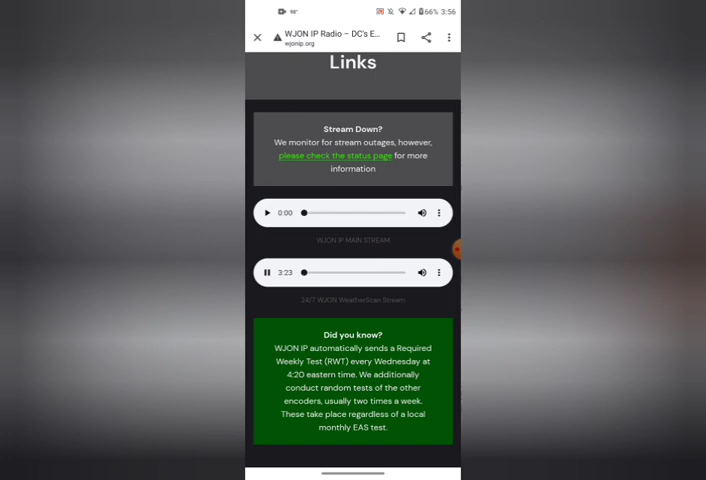 98°
66% 3:56
WJON IP Radio – DC's E...
wjonip.org
Links
Stream Down?
We monitor for stream outages, however,
please check the status page for more
information
0:00
WJON IP MAIN STREAM
3:23
24/7 WJON WeatherScan Stream
Did you know?
WJON IP automatically sends a Required
Weekly Test (RWT) every Wednesday at
4:20 eastern time. We additionally
conduct random tests of the other
encoders, usually two times a week.
These take place regardless of a local
monthly EAS test.